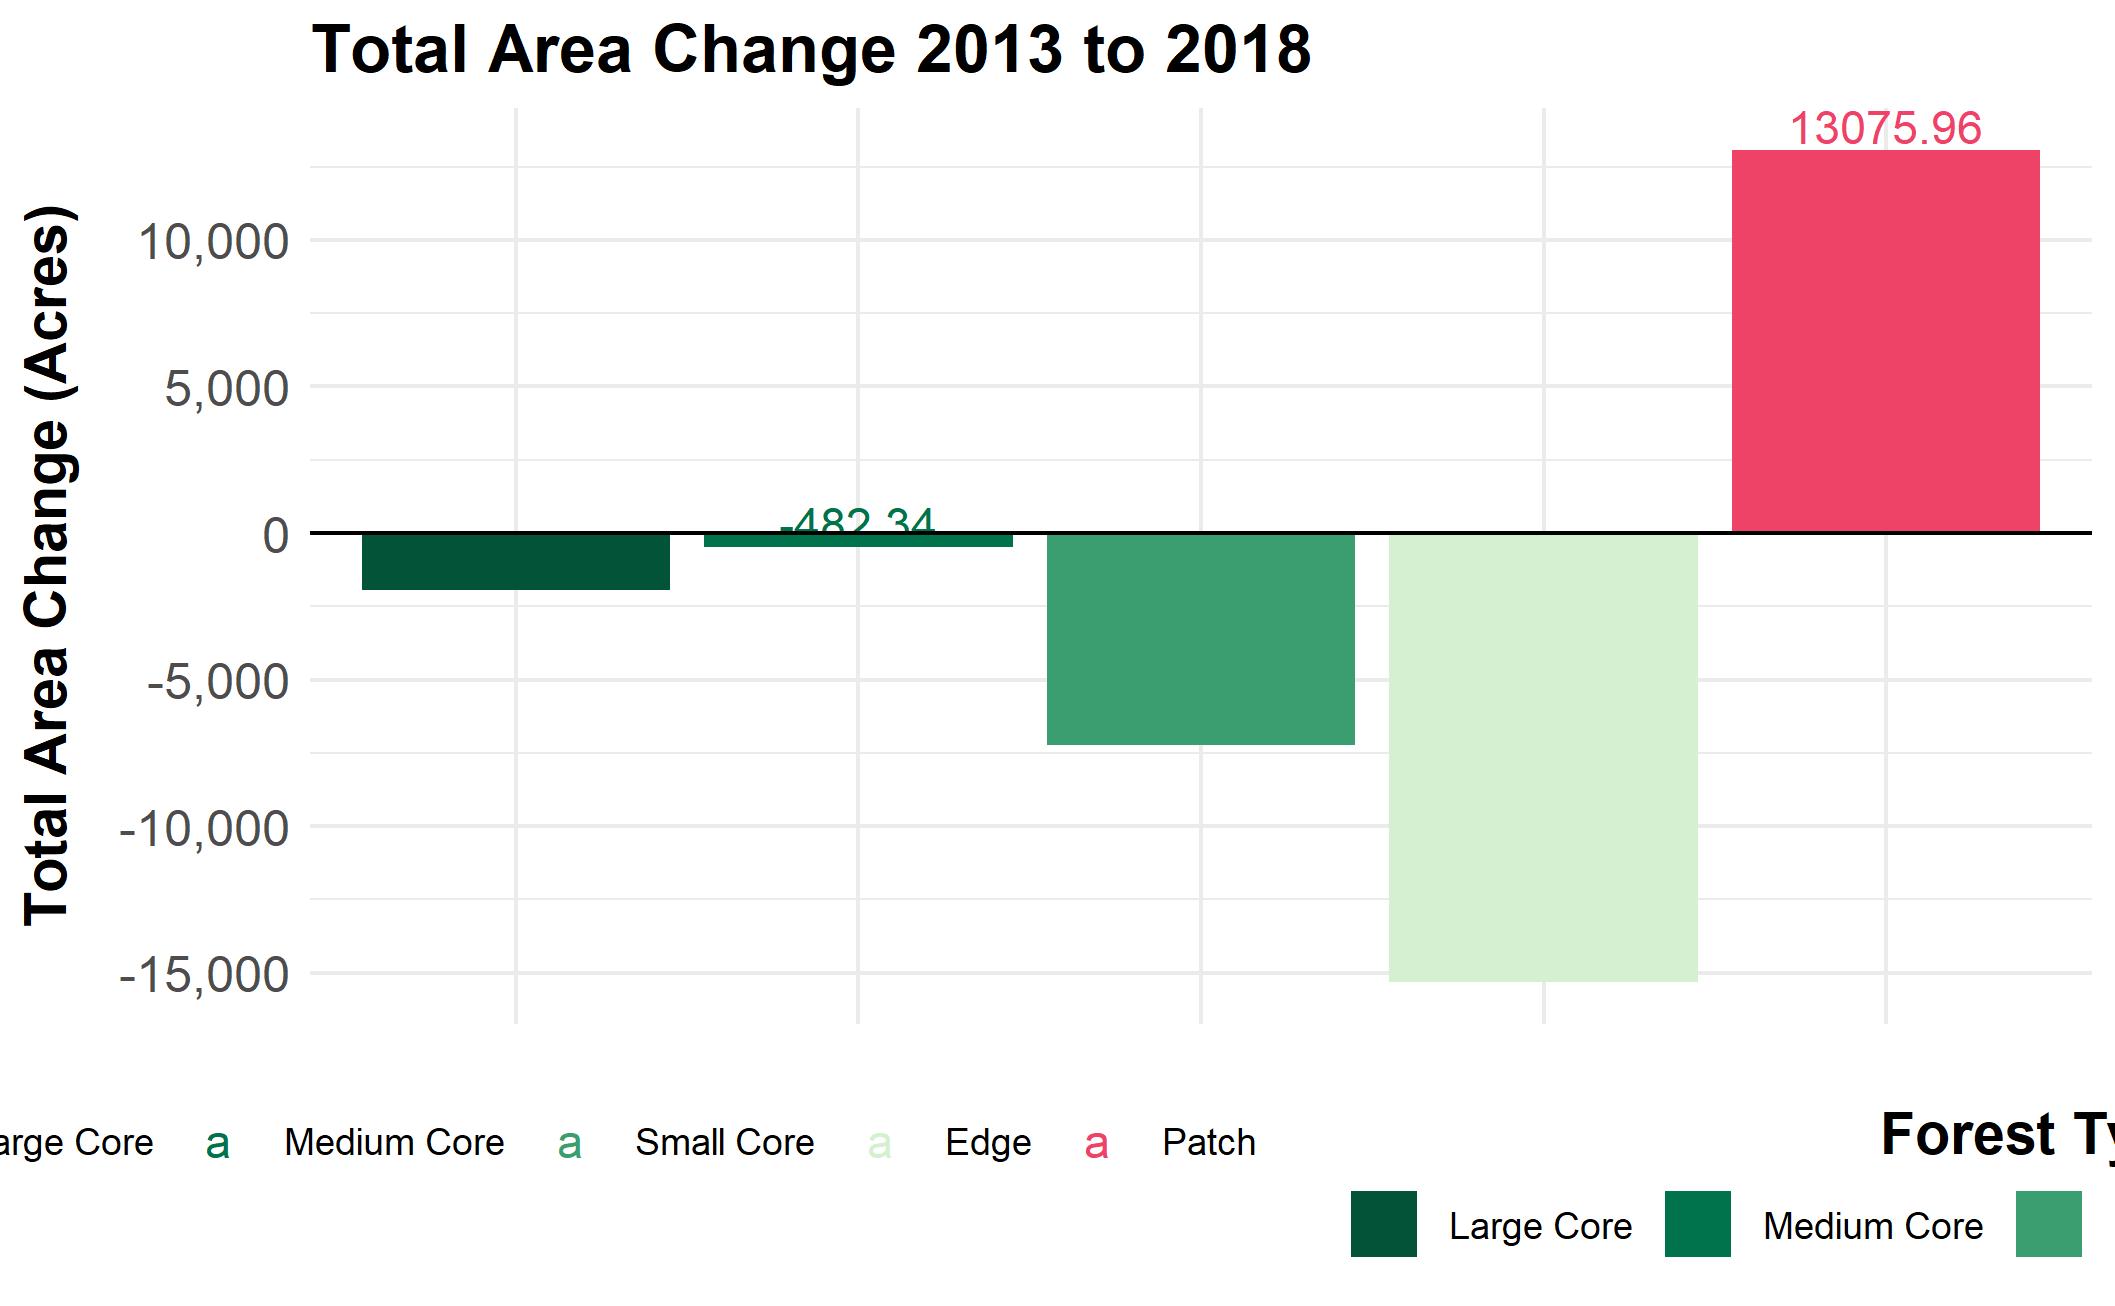 Total Area Change 2013 to 2018
Total Area Change (Acres)
13075.96
10,000
5,000
-482.34
0
-5,000
-10,000
-15,000
arge Core a Medium Core a Small Core a Edge a Patch
Forest Ty
Large Core Medium Core